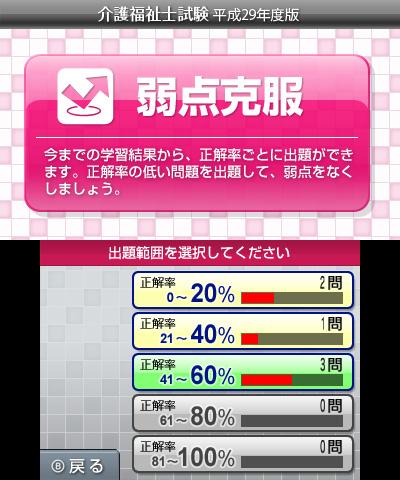 介護福祉士試験 平成29年度版
弱点克服
今までの学習結果から、正解率ごとに出題ができ
ます。正解率の低い問題を出題して、弱点をなく
しましょう。
出題範囲を選択してください
正解率 2問
0～20%
正解率 1問
21～40%
正解率 3問
41～60%
正解率 0問
61～80%
正解率 0問
81～100%
Ⓑ戻る